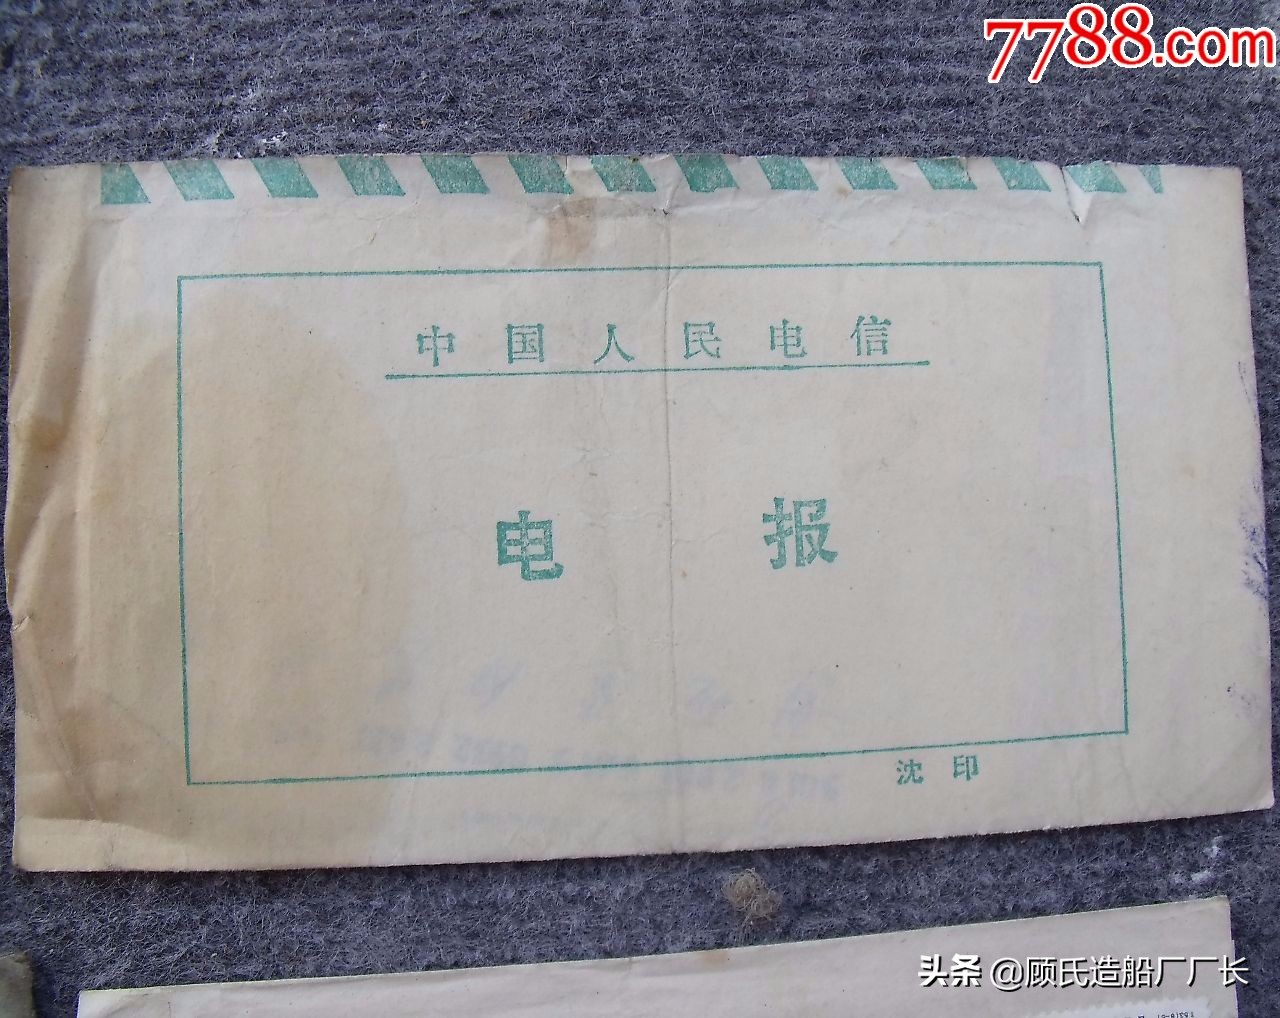 7788.com
中国人民电信
电报
沈印
头条 @顾氏造船厂厂长